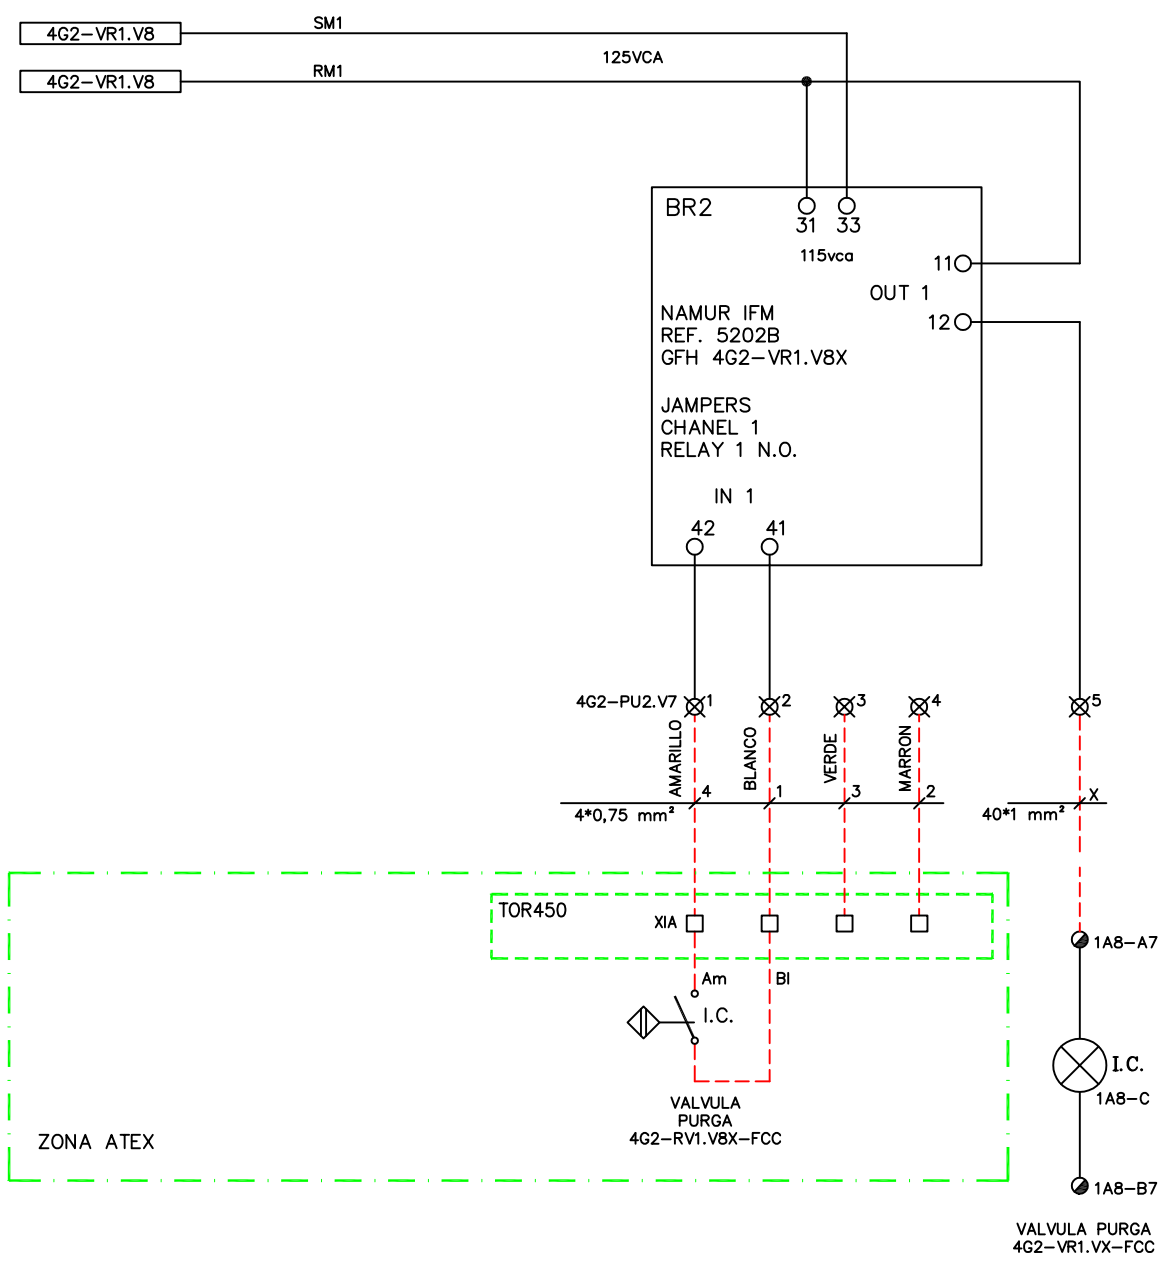 4G2-VR1.V8
SM1
125VCA
4G2-VR1.V8
RM1
BR2
31
33
115vca
11
OUT 1
12
NAMUR IFM
REF. 5202B
GFH 4G2-VR1.V8X
JAMPERS
CHANEL 1
RELAY 1 N.O.
IN 1
42
41
4G2-PU2.V7
1
2
3
4
5
AMARILLO
BLANCO
VERDE
MARRON
4
1
3
2
X
4*0,75 mm²
40*1 mm²
TOR450
XIA
1A8-A7
Am
Bl
I.C.
I.C.
1A8-C
VALVULA
PURGA
4G2-RV1.V8X-FCC
ZONA ATEX
1A8-B7
VALVULA PURGA
4G2-VR1.VX-FCC